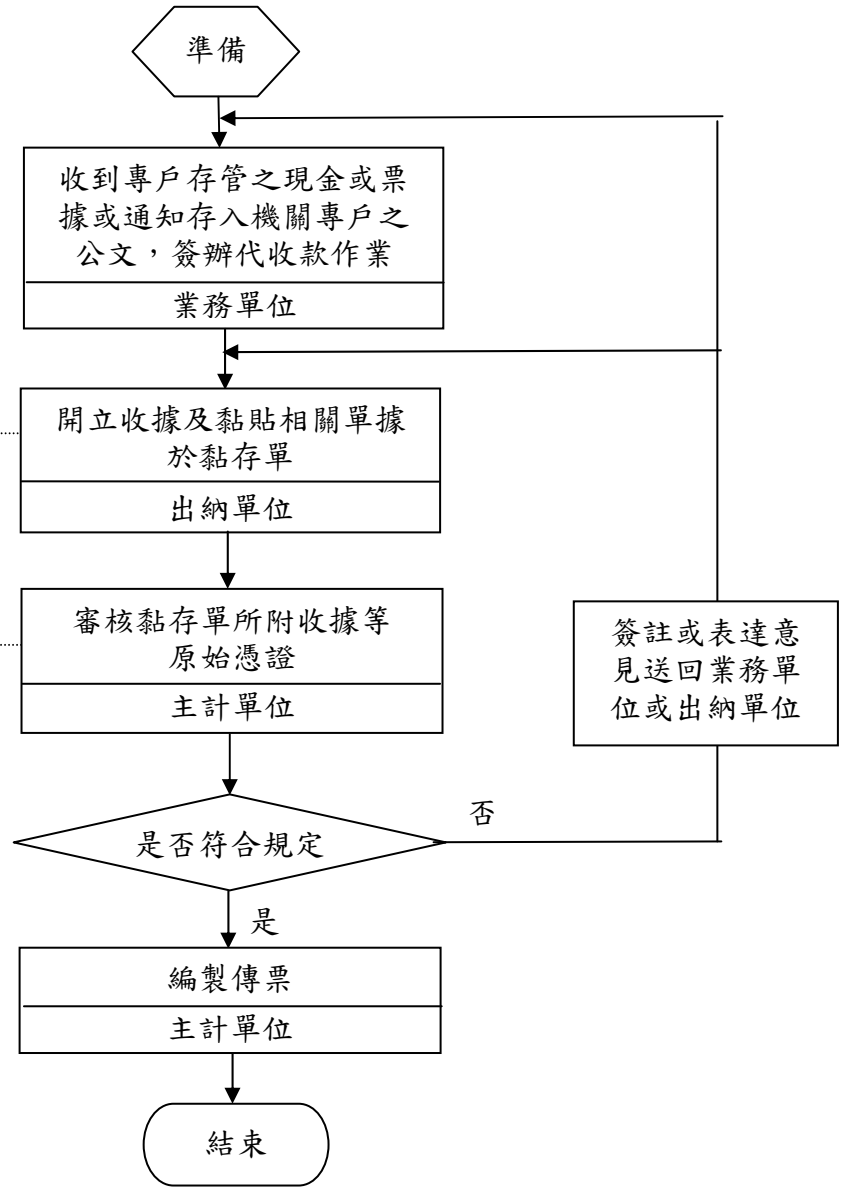 準備
收到專戶存管之現金或票
據或通知存入機關專戶之
公文，簽辦代收款作業
業務單位
開立收據及黏貼相關單據
於黏存單
出納單位
審核黏存單所附收據等
原始憑證
主計單位
簽註或表達意
見送回業務單
位或出納單位
是否符合規定
否
是
編製傳票
主計單位
結束